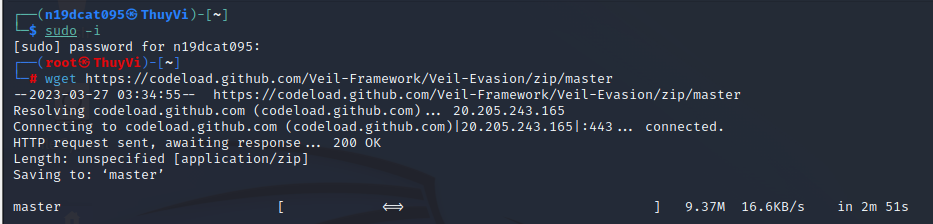 ┌──(n19dcat095㉿ThuyVi)-[~]
└─$ sudo -i
[sudo] password for n19dcat095:
┌──(root㉿ThuyVi)-[~]
└─# wget https://codeload.github.com/Veil-Framework/Veil-Evasion/zip/master
--2023-03-27 03:34:55-- https://codeload.github.com/Veil-Framework/Veil-Evasion/zip/master
Resolving codeload.github.com (codeload.github.com)... 20.205.243.165
Connecting to codeload.github.com (codeload.github.com)|20.205.243.165|:443... connected.
HTTP request sent, awaiting response... 200 OK
Length: unspecified [application/zip]
Saving to: ‘master’
master [ <=> ] 9.37M 16.6KB/s in 2m 51s